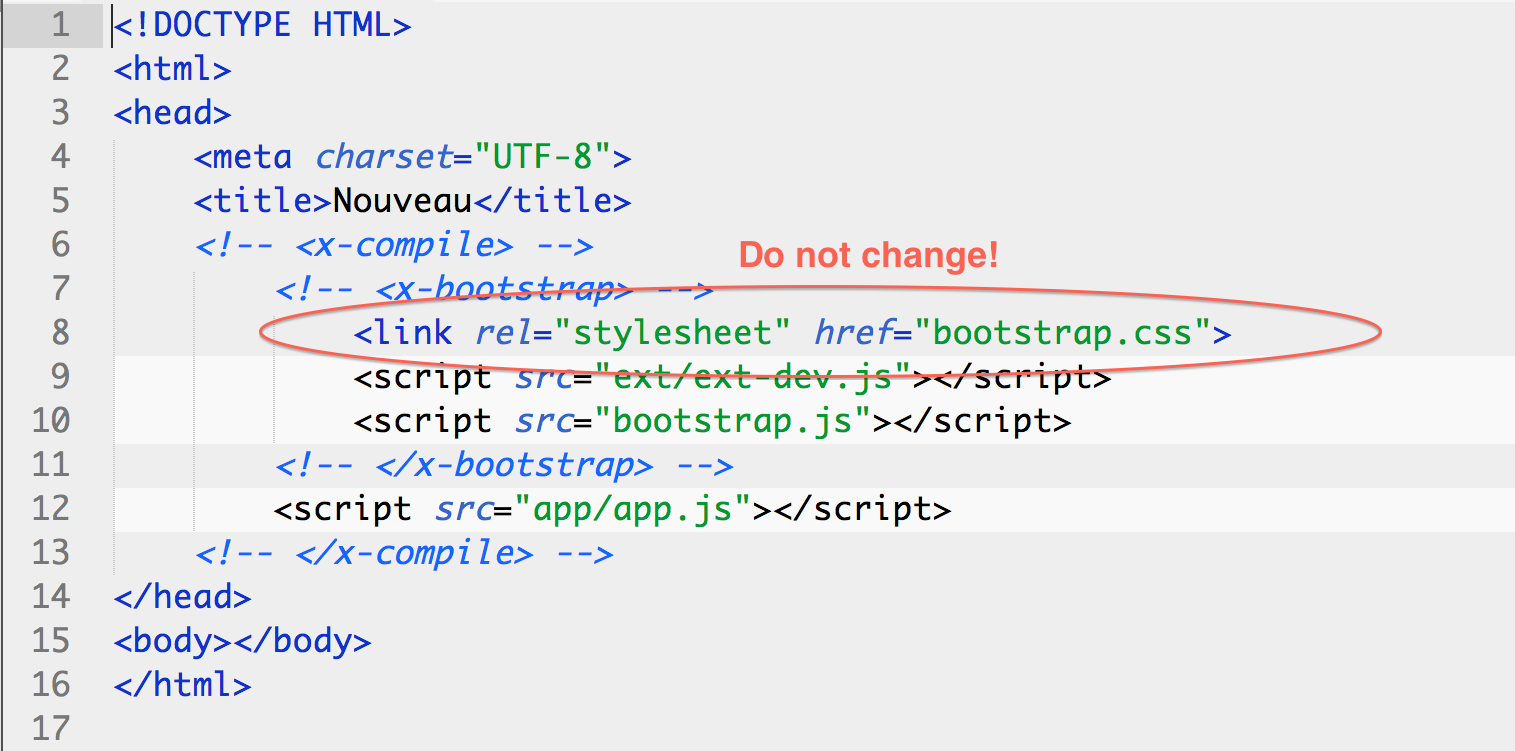 1 <!DOCTYPE HTML>
2 <html>
3 <head>
4 <meta charset="UTF-8">
5 <title>Nouveau</title>
6 <!-- <x-compile> -->
Do not change!
7 <!-- <x-bootstrap> -->
8 <link rel="stylesheet" href="bootstrap.css">
9 <script src="ext/ext-dev.js"></script>
10 <script src="bootstrap.js"></script>
11 <!-- </x-bootstrap> -->
12 <script src="app/app.js"></script>
13 <!-- </x-compile> -->
14 </head>
15 <body></body>
16 </html>
17